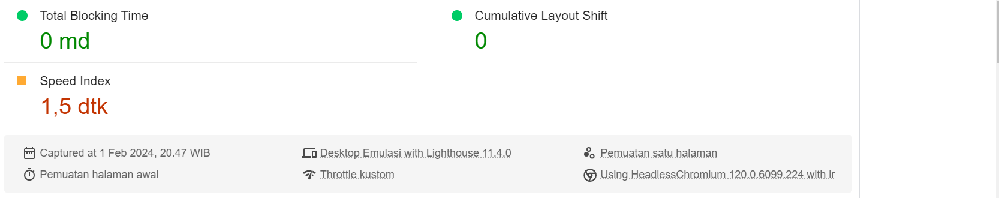 Total Blocking Time
0 md
Cumulative Layout Shift
0
Speed Index
1,5 dtk
Captured at 1 Feb 2024, 20.47 WIB
Desktop Emulasi with Lighthouse 11.4.0
Pemuatan satu halaman
Pemuatan halaman awal
Throttle kustom
Using HeadlessChromium 120.0.6099.224 with lr